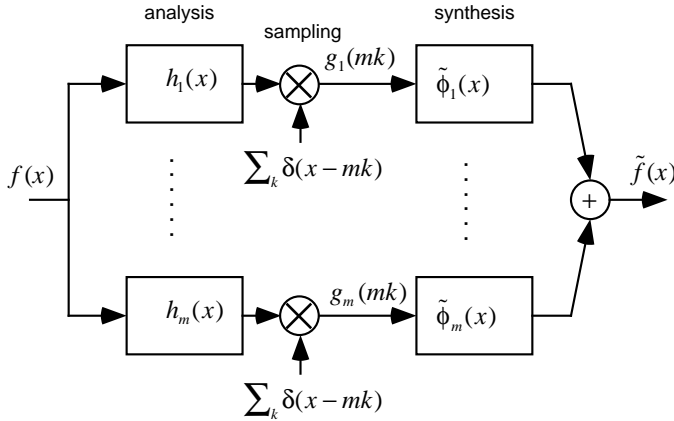 analysis
sampling
synthesis
h₁(x)
g₁(mk)
ϕ̃₁(x)
∑ₖ δ(x – mk)
f(x)
f̃(x)
+
hₘ(x)
gₘ(mk)
ϕ̃ₘ(x)
∑ₖ δ(x – mk)